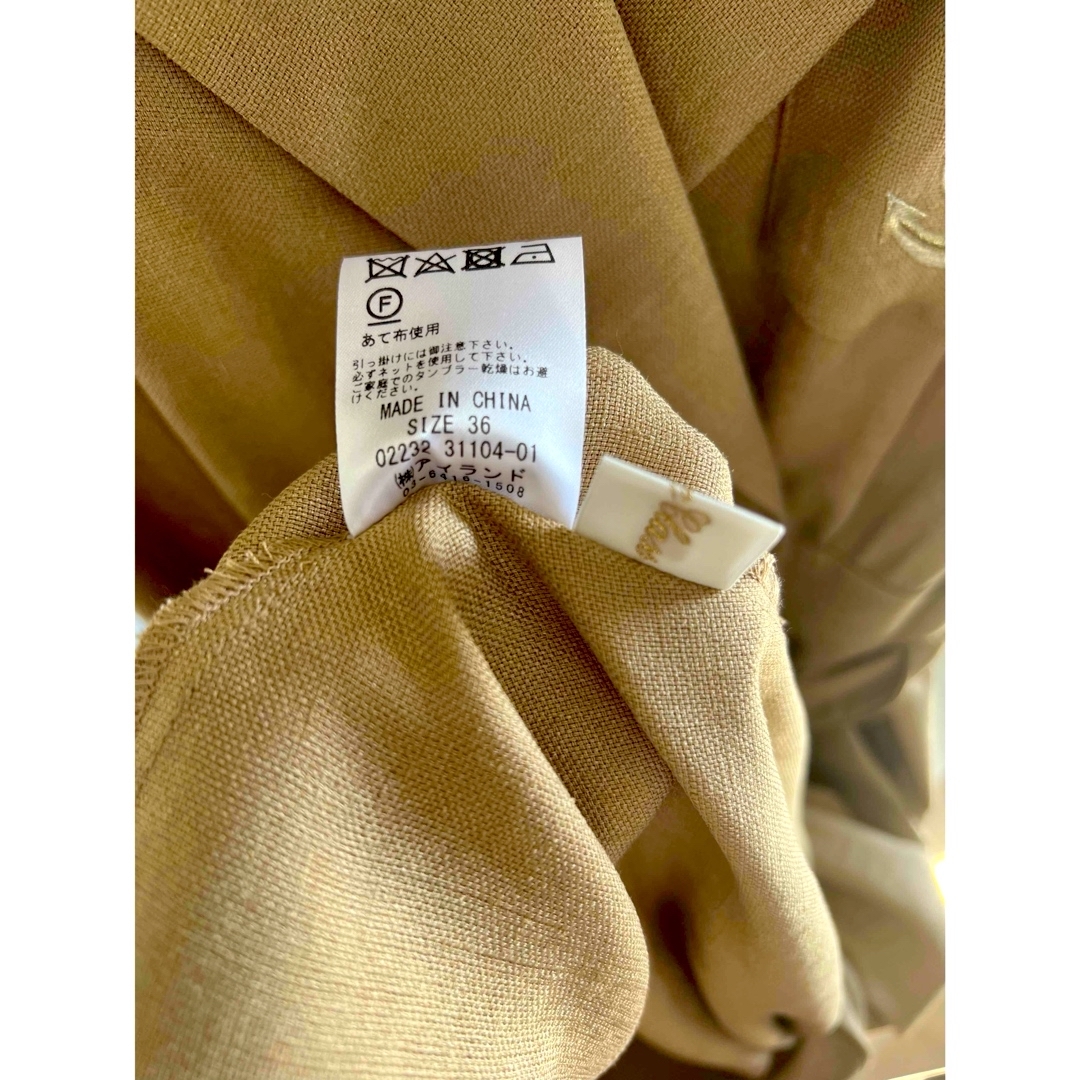 F
あて布使用
引っ掛けには御注意下さい。
必ずネットを使用して下さい。
ご家庭でのタンブラー乾燥はお避
けください。
MADE IN CHINA
SIZE 36
02232 31104-01
㈱アイランド
03-6416-1508